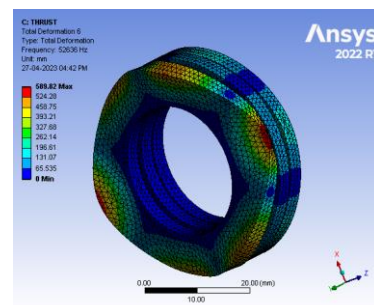 C: THRUST
Total Deformation 6
Type: Total Deformation
Frequency: 52636 Hz
Unit: mm
27-04-2023 04:42 PM
589.82 Max
524.28
458.75
393.21
327.68
262.14
196.61
131.07
65.535
0 Min
Ansys
2022 R
0.00
20.00 (mm)
10.00
X
Y
Z